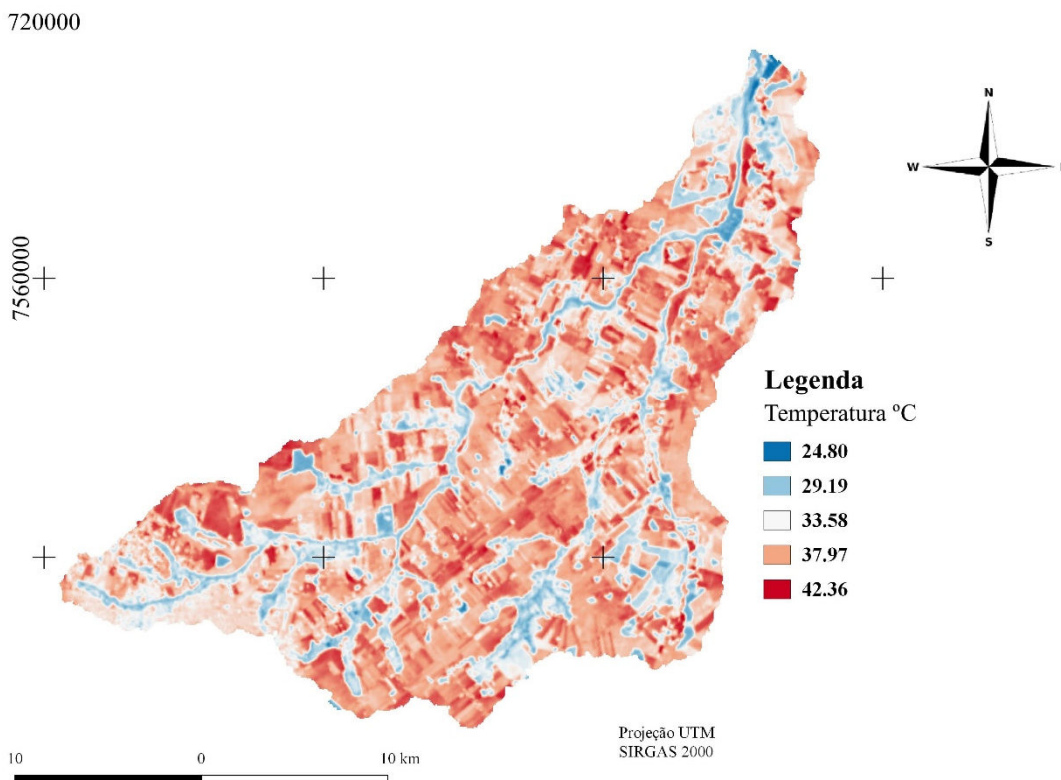 720000
N
W
S
7560000
Legenda
Temperatura ºC
24.80
29.19
33.58
37.97
42.36
Projeção UTM
SIRGAS 2000
10 0 10 km